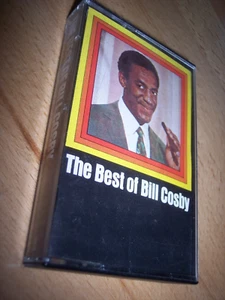 The Best of Bill Cosby